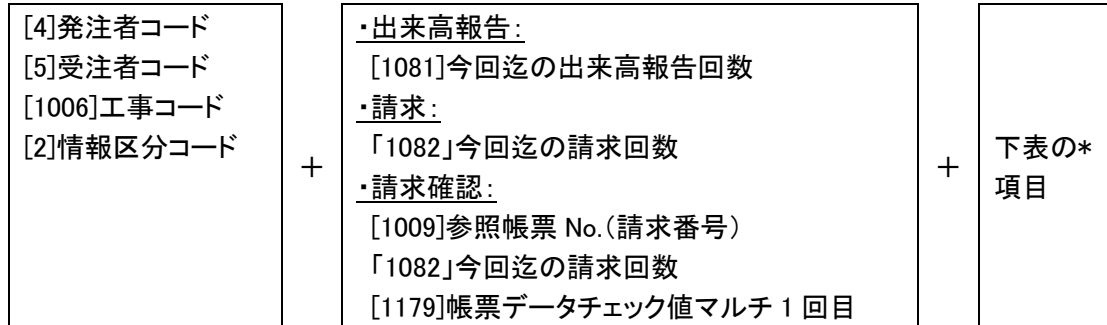 [4]発注者コード
[5]受注者コード
[1006]工事コード
[2]情報区分コード
+
・出来高報告:
[1081]今回迄の出来高報告回数
・請求:
「1082」今回迄の請求回数
・請求確認:
[1009]参照帳票 No.(請求番号)
「1082」今回迄の請求回数
[1179]帳票データチェック値マルチ 1 回目
+
下表の*
項目